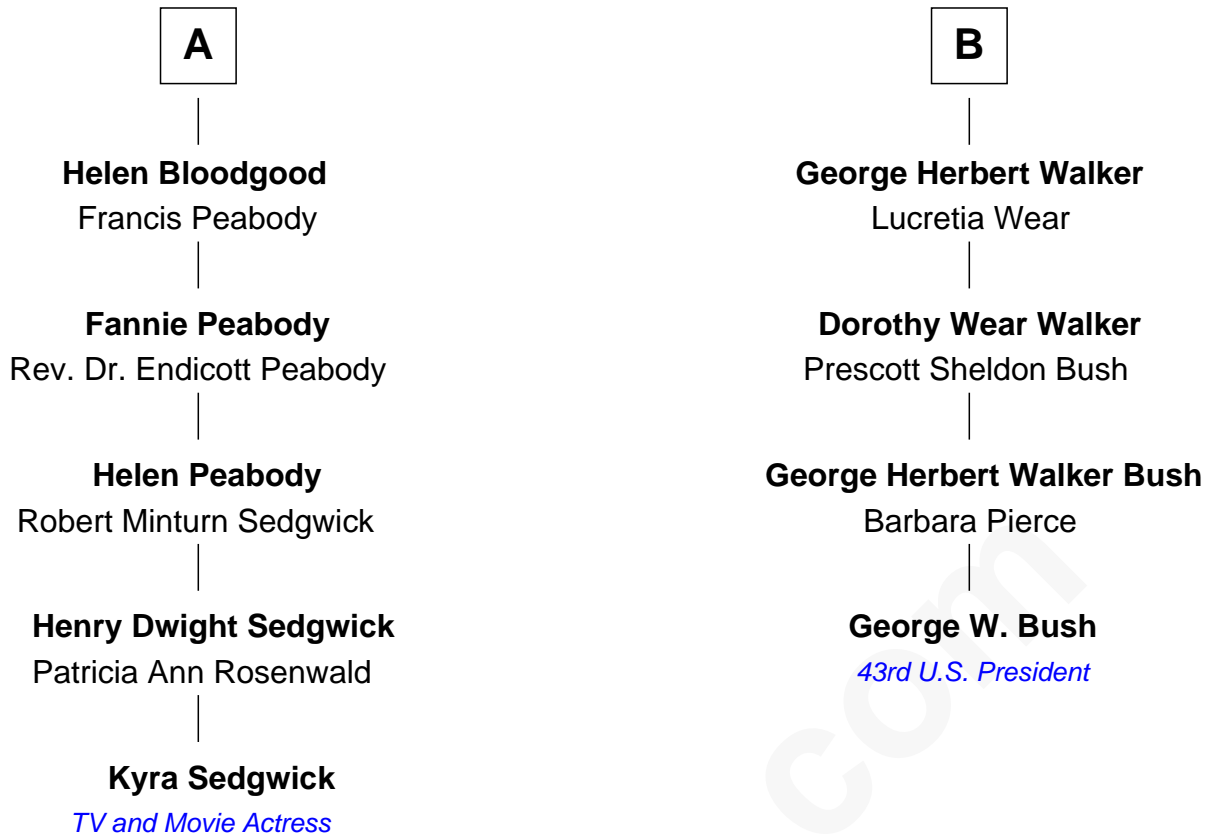 A
Helen Bloodgood
Francis Peabody
Fannie Peabody
Rev. Dr. Endicott Peabody
Helen Peabody
Robert Minturn Sedgwick
Henry Dwight Sedgwick
Patricia Ann Rosenwald
Kyra Sedgwick
TV and Movie Actress
B
George Herbert Walker
Lucretia Wear
Dorothy Wear Walker
Prescott Sheldon Bush
George Herbert Walker Bush
Barbara Pierce
George W. Bush
43rd U.S. President
com